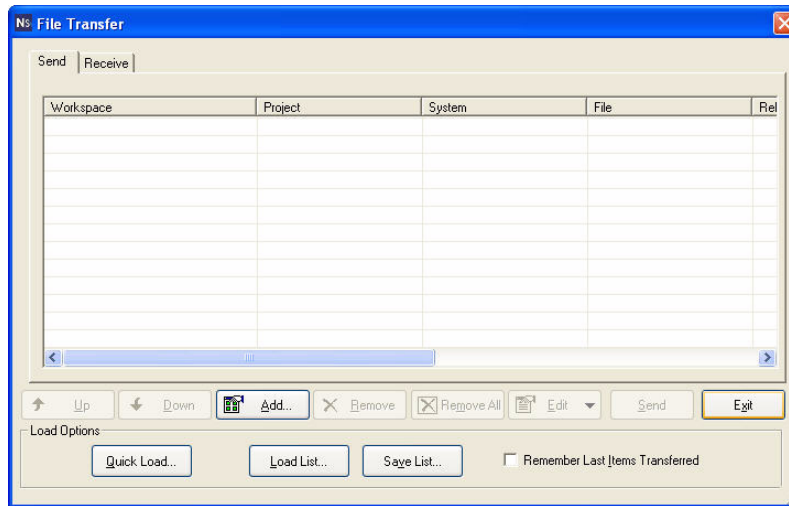 NS File Transfer
Send Receive
Workspace Project System File Rel
Up Down Add... Remove Remove All Edit Send Exit
Load Options
Quick Load... Load List... Save List... Remember Last Items Transferred